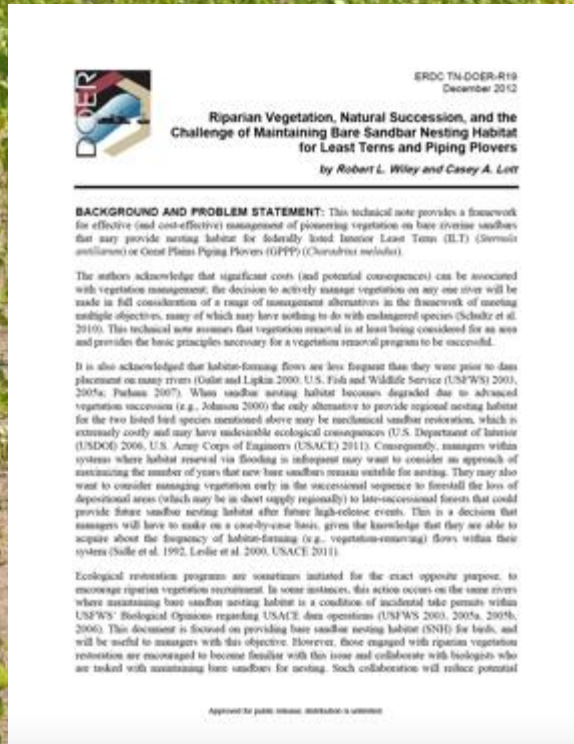 DOER
ERDC TN-DOER-R19
December 2012
Riparian Vegetation, Natural Succession, and the
Challenge of Maintaining Bare Sandbar Nesting Habitat
for Least Terns and Piping Plovers
by Robert L. Wiley and Casey A. Lott
BACKGROUND AND PROBLEM STATEMENT: This technical note provides a framework
for effective (and cost-effective) management of pioneering vegetation on bare riverine sandbars
that may provide nesting habitat for federally listed Interior Least Terns (ILT) (Sternula
antillarum) or Great Plains Piping Plovers (GPPP) (Charadrius melodus).
The authors acknowledge that significant costs (and potential consequences) can be associated
with vegetation management; the decision to actively manage vegetation on any one river will be
made in full consideration of a range of management alternatives in the framework of meeting
multiple objectives, many of which may have nothing to do with endangered species (Schultz et al.
2010). This technical note assumes that vegetation removal is at least being considered for an area
and provides the basic principles necessary for a vegetation removal program to be successful.
It is also acknowledged that habitat-forming flows are less frequent than they were prior to dam
placement on many rivers (Galat and Lipkin 2000; U.S. Fish and Wildlife Service (USFWS) 2003,
2005a; Parham 2007). When sandbar nesting habitat becomes degraded due to advanced
vegetation succession (e.g., Johnson 2000) the only alternative to provide regional nesting habitat
for the two listed bird species mentioned above may be mechanical sandbar restoration, which is
extremely costly and may have undesirable ecological consequences (U.S. Department of Interior
(USDOI) 2006, U.S. Army Corps of Engineers (USACE) 2011). Consequently, managers within
systems where habitat renewal via flooding is infrequent may want to consider an approach of
maximizing the number of years that new bare sandbars remain suitable for nesting. They may also
want to consider managing vegetation early in the successional sequence to forestall the loss of
depositional areas (which may be in short supply regionally) to late-successional forests that could
provide future sandbar nesting habitat after future high-release events. This is a decision that
managers will have to make on a case-by-case basis, given the knowledge that they are able to
acquire about the frequency of habitat-forming (e.g., vegetation-removing) flows within their
system (Sidle et al. 1992, Leslie et al. 2000, USACE 2011).
Ecological restoration programs are sometimes initiated for the exact opposite purpose, to
encourage riparian vegetation recruitment. In some instances, this action occurs on the same rivers
where maintaining bare sandbar nesting habitat is a condition of incidental take permits within
USFWS' Biological Opinions regarding USACE dam operations (USFWS 2003, 2005a, 2005b,
2006). This document is focused on providing bare sandbar nesting habitat (SNH) for birds, and
will be useful to managers with this objective. However, those engaged with riparian vegetation
restoration are encouraged to become familiar with this issue and collaborate with biologists who
are tasked with maintaining bare sandbars for nesting. Such collaboration will reduce potential
Approved for public release; distribution is unlimited.